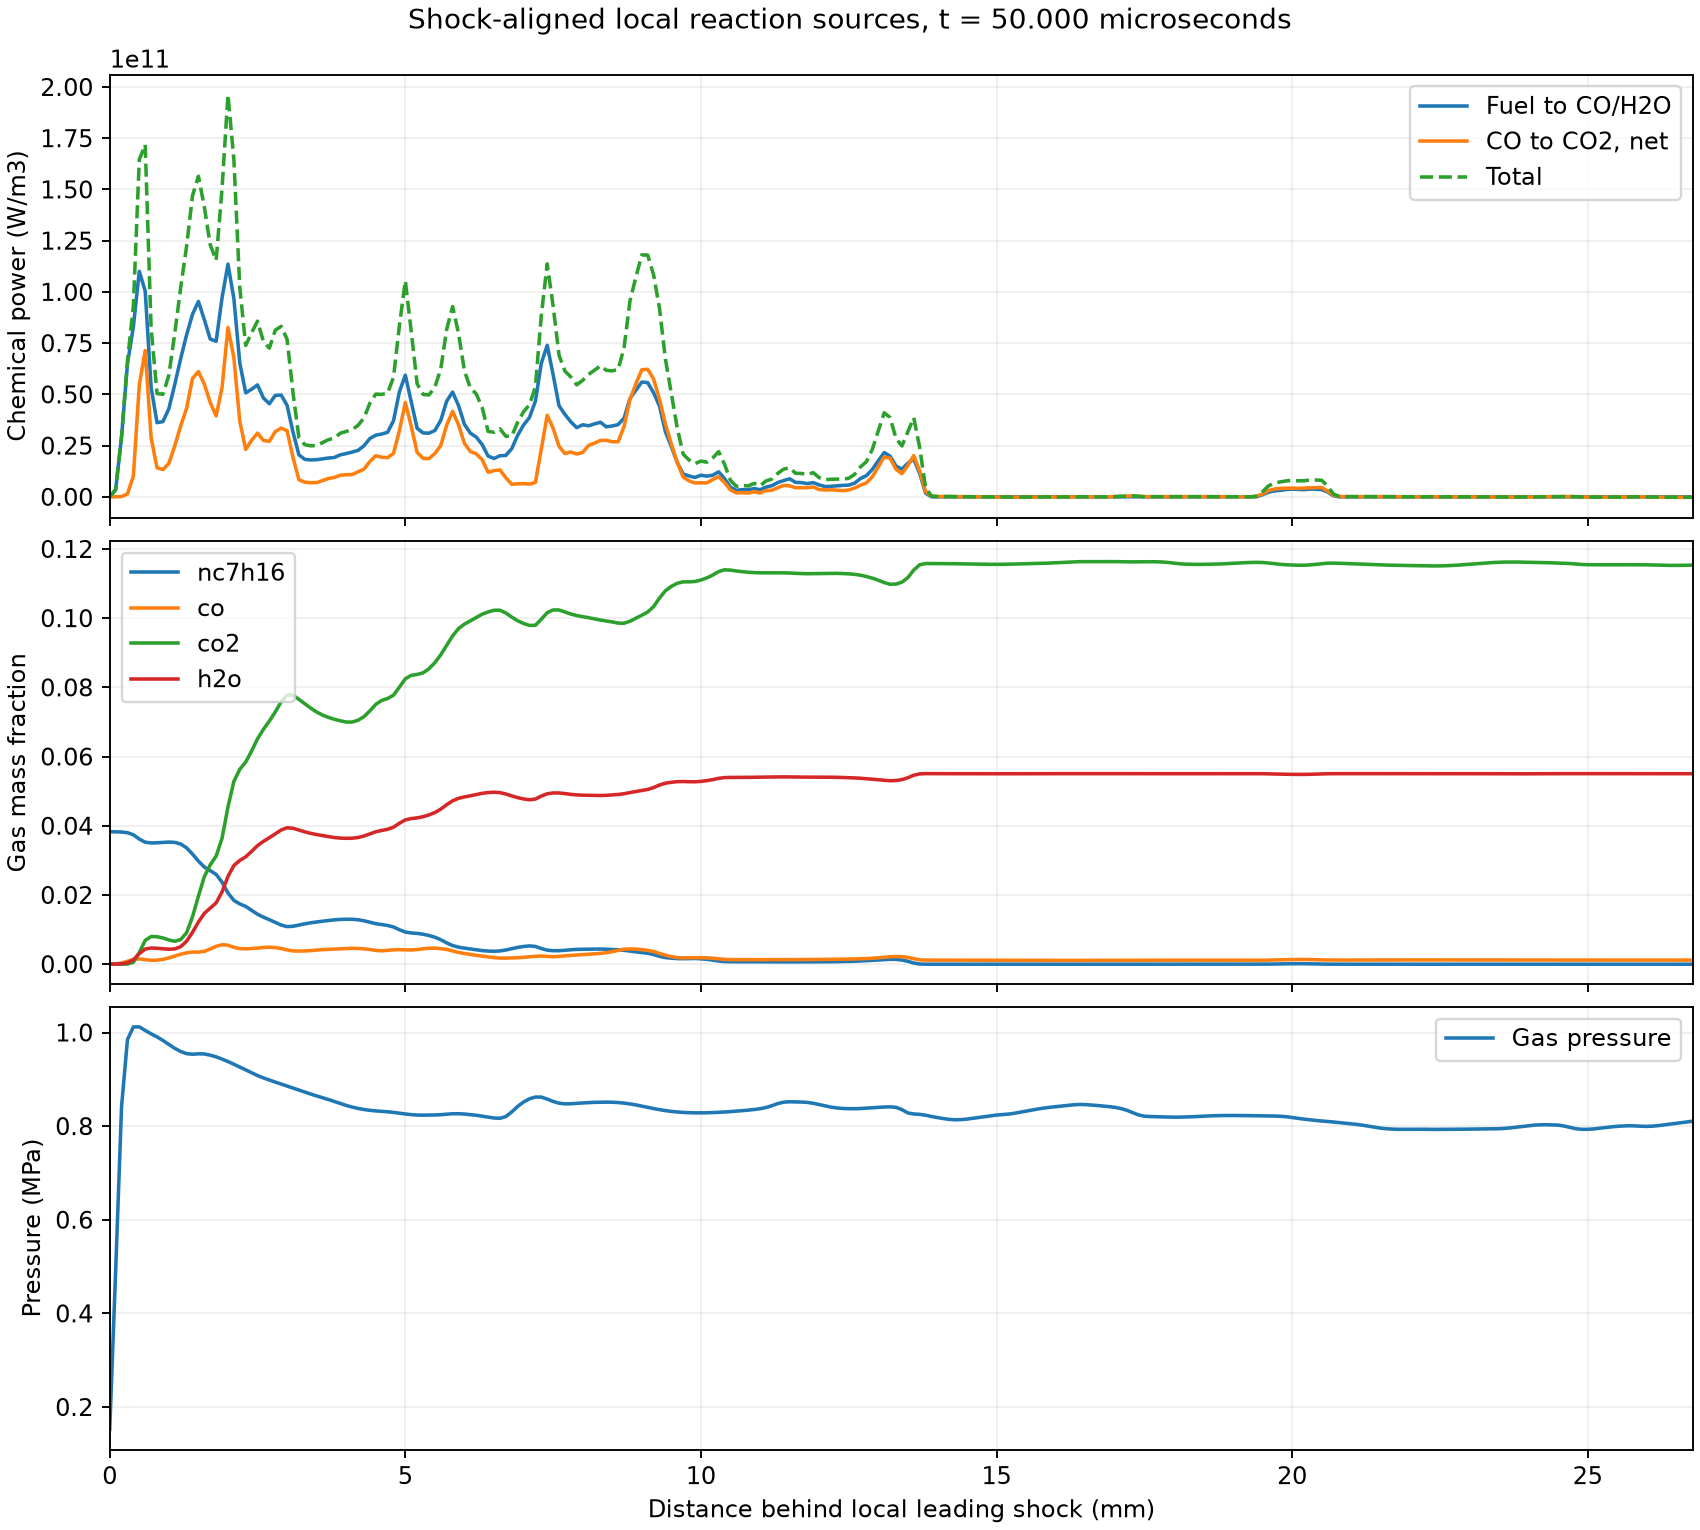 Shock-aligned local reaction sources, t = 50.000 microseconds
1e11
2.00
1.75
1.50
1.25
1.00
0.75
0.50
0.25
0.00
Chemical power (W/m3)
Fuel to CO/H2O
CO to CO2, net
Total
0.12
0.10
0.08
0.06
0.04
0.02
0.00
Gas mass fraction
nc7h16
co
co2
h2o
1.0
0.8
0.6
0.4
0.2
Pressure (MPa)
Gas pressure
0 5 10 15 20 25
Distance behind local leading shock (mm)